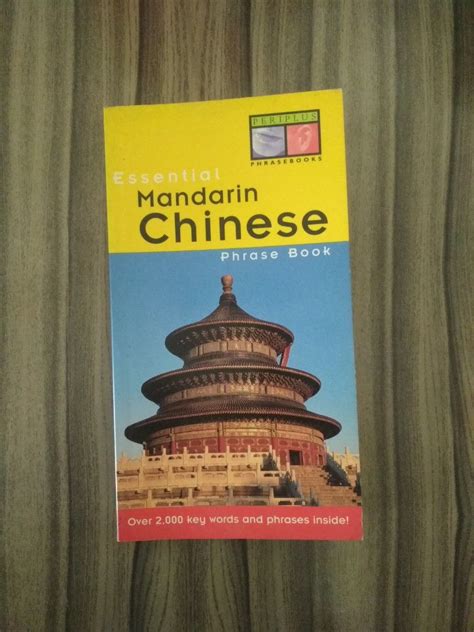 PERIPLUS
PHRASEBOOKS
Essential
Mandarin
Chinese
Phrase Book
Over 2,000 key words and phrases inside!